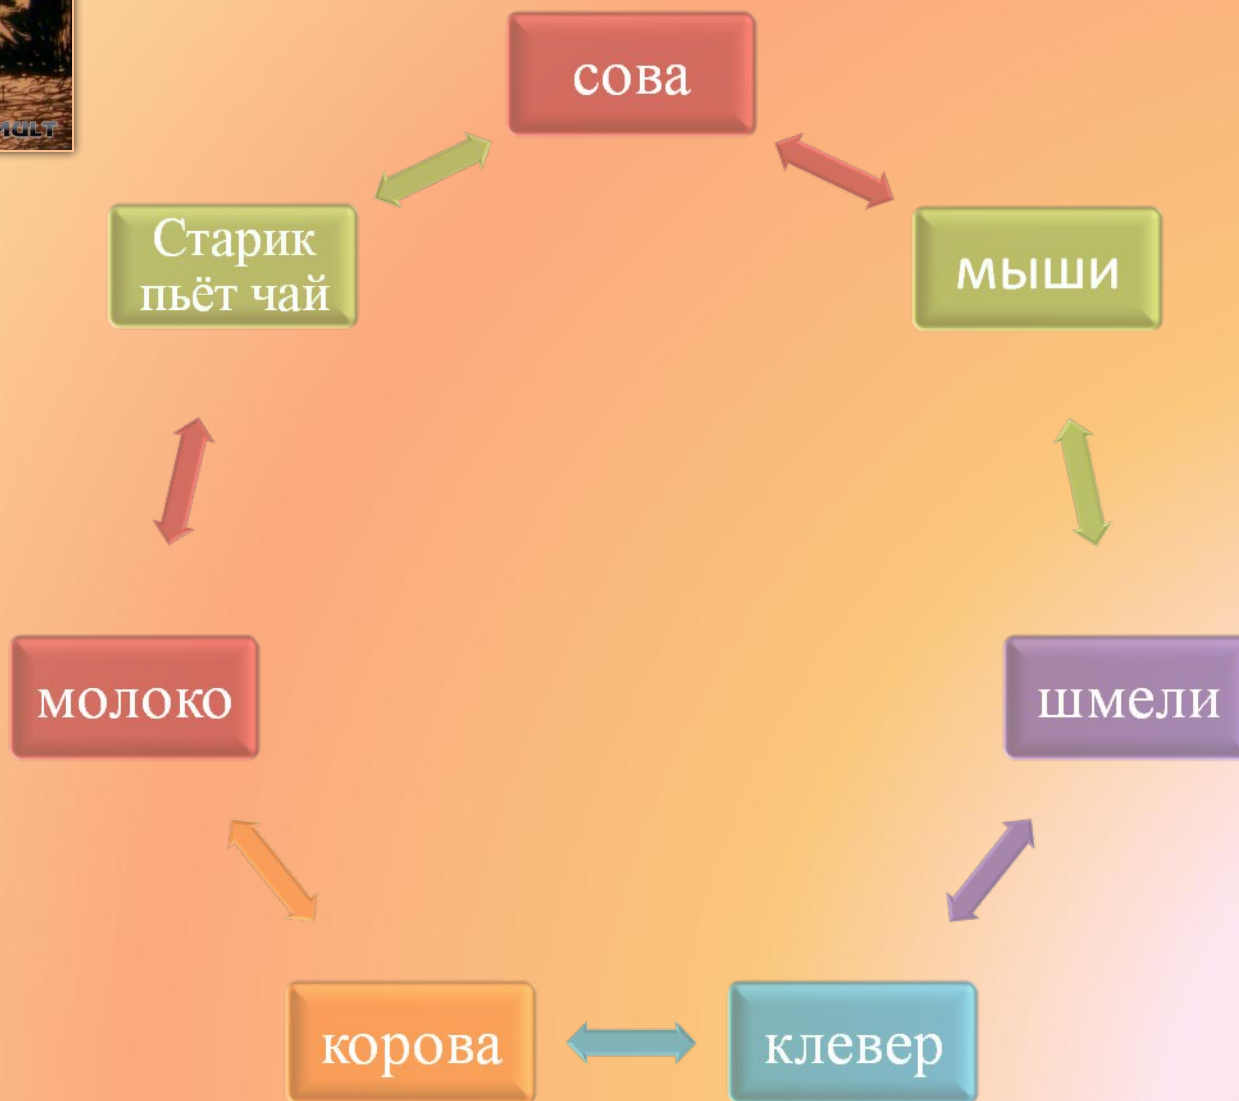 сова
Старик
пьёт чай
мыши
молоко
шмели
корова
клевер